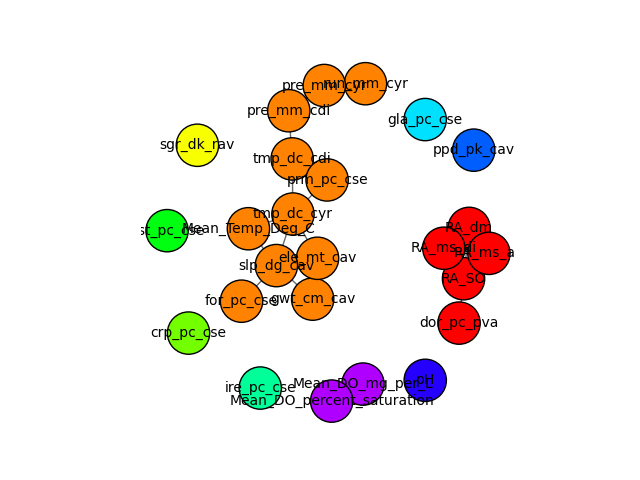 pre_mm_cyr
run_mm_cyr
pre_mm_cdi
gla_pc_cse
sgr_dk_rav
ppd_pk_cav
tmp_dc_cdi
prm_pc_cse
tmp_dc_cyr
Mean_Temp_Deg_C
st_pc_cse
RA_dm
RA_ms_a
ele_mt_cav
slp_dg_cav
RA_SO
for_pc_cse
gwt_cm_cav
dor_pc_pva
crp_pc_cse
pH
ire_pc_cse
Mean_DO_mg_per_L
Mean_DO_percent_saturation